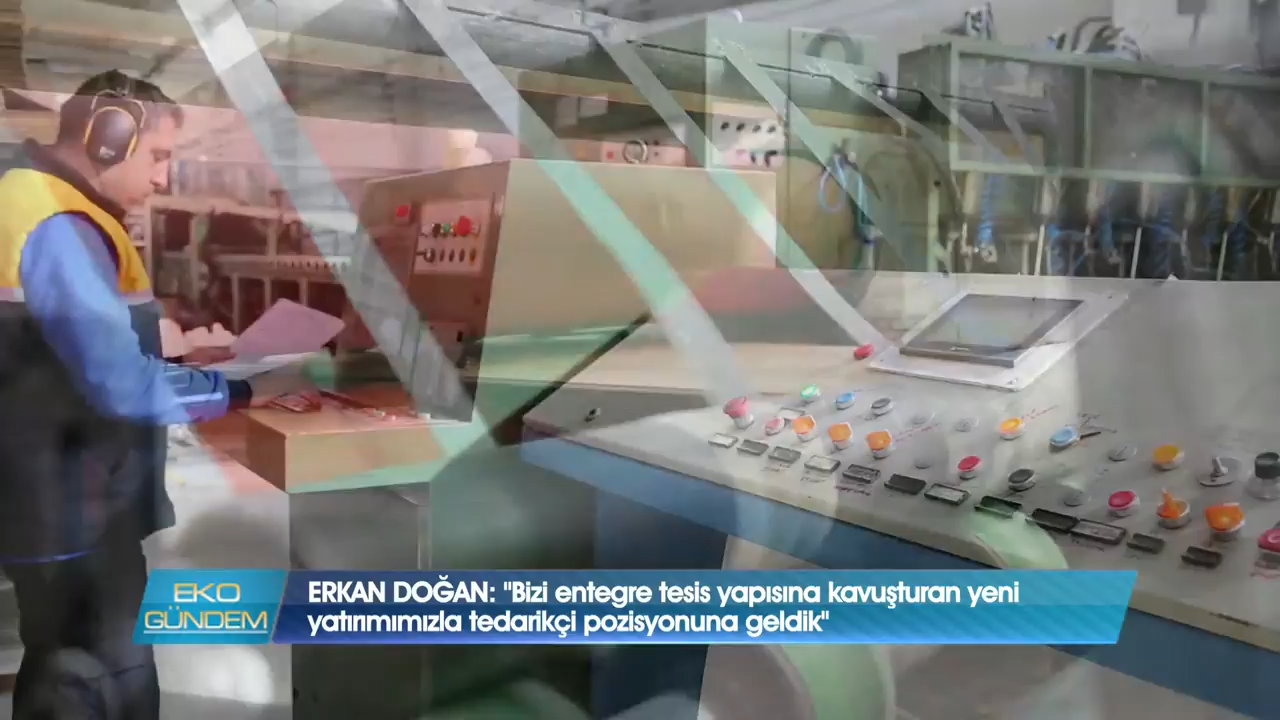 EKO
GÜNDEM
ERKAN DOĞAN: "Bizi entegre tesis yapısına kavuşturan yeni
yatırımımızla tedarikçi pozisyonuna geldik"